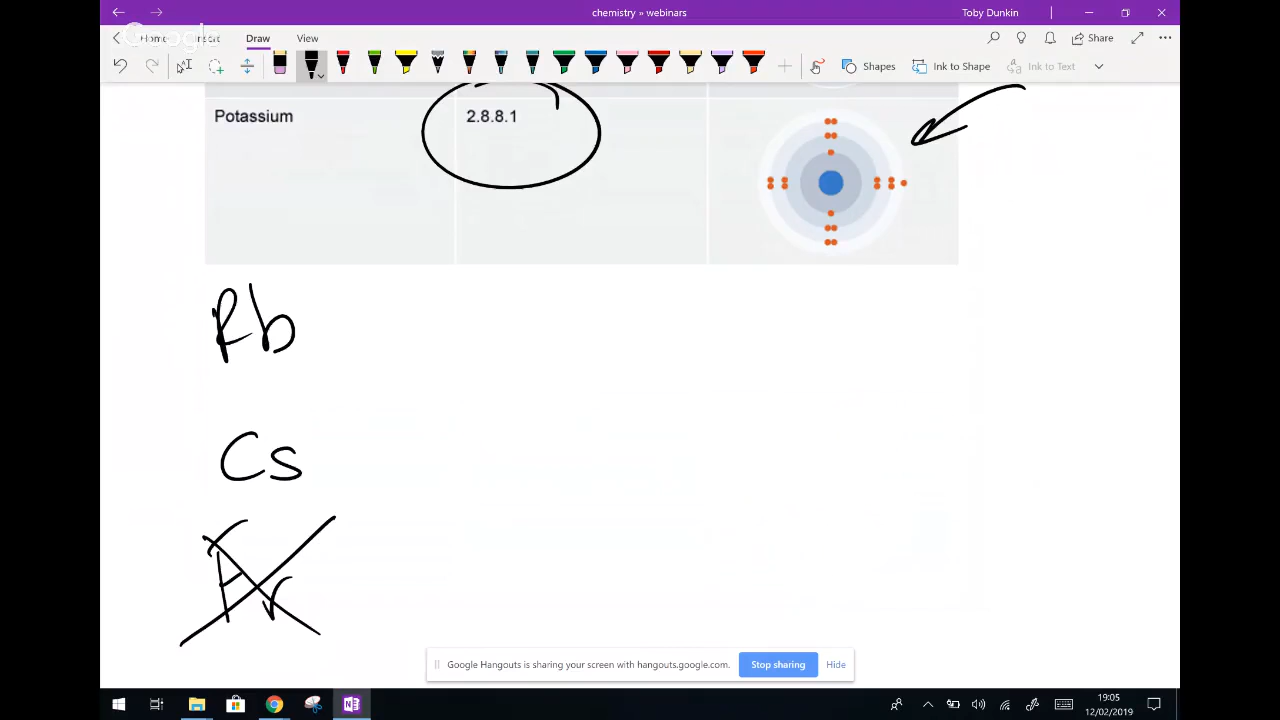 chemistry » webinars
Toby Dunkin
Google
Home
Draw
View
Share
Shapes
Ink to Shape
Ink to Text
Potassium
2.8.8.1
Rb
Cs
Fr
Google Hangouts is sharing your screen with hangouts.google.com.
Stop sharing
Hide
19:05
12/02/2019